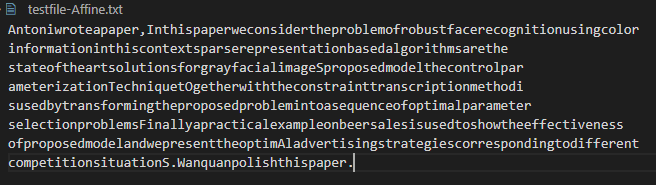 testfile-Affine.txt
Antoniwroteapaper,Inthispaperweconsidertheproblemofrobustfacerecognitionusingcolor
informationinthiscontextsparserepresentationbasedalgorithmsarethe
stateoftheartsolutionsforgrayfacialimageSproposedmodelthecontrolpar
ameterizationTechniquetOgetherwiththeconstrainttranscriptionmethodi
susedbytransformingtheproposedproblemintoasequenceofoptimalparameter
selectionproblemsFinallyapracticalexampleonbeersalesisusedtoshowtheeffectiveness
ofproposedmodelandwepresenttheoptimAladvertisingstrategiescorrespondingtodifferent
competitionsituationS.Wanquanpolishthispaper.